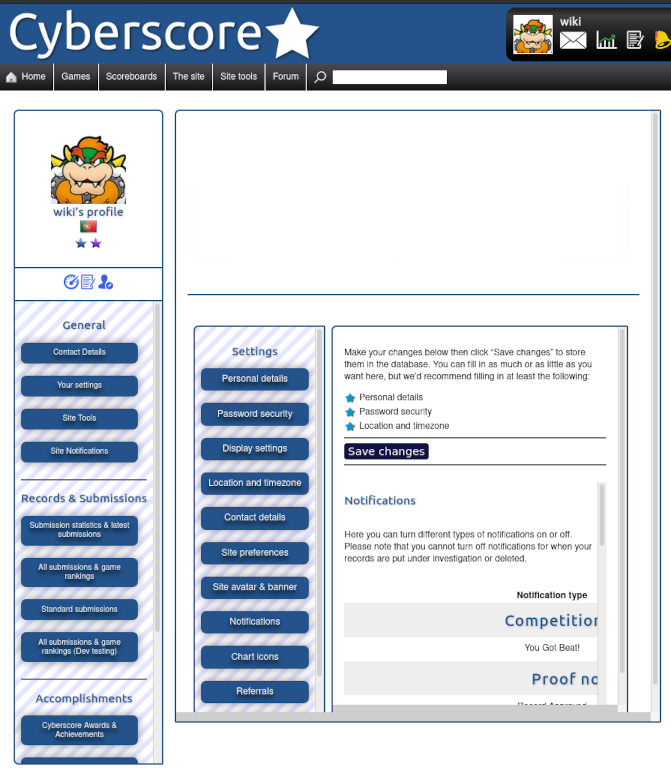 Cyberscore
wiki
Home
Games
Scoreboards
The site
Site tools
Forum
wiki's profile
General
Contact Details
Your settings
Site Tools
Site Notifications
Records & Submissions
Submission statistics & latest
submissions
All submissions & game
rankings
Standard submissions
All submissions & game
rankings (Dev testing)
Accomplishments
Cyberscore Awards &
Achievements
Settings
Personal details
Password security
Display settings
Location and timezone
Contact details
Site preferences
Site avatar & banner
Notifications
Chart icons
Referrals
Make your changes below then click “Save changes” to store
them in the database. You can fill in as much or as little as you
want here, but we'd recommend filling in at least the following:
Personal details
Password security
Location and timezone
Save changes
Notifications
Here you can turn different types of notifications on or off.
Please note that you cannot turn off notifications for when your
records are put under investigation or deleted.
Notification type
Competition
You Got Beat!
Proof no